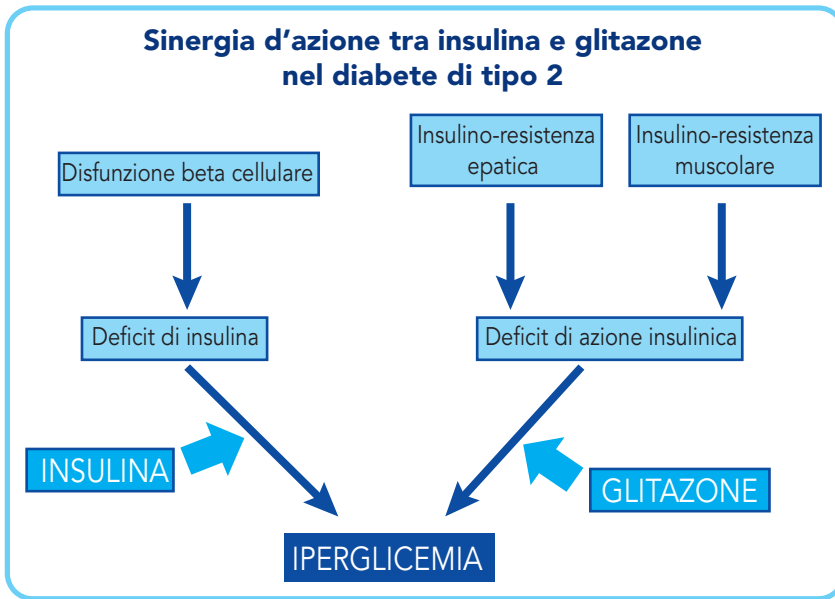 Sinergia d’azione tra insulina e glitazone
nel diabete di tipo 2
Disfunzione beta cellulare
Insulino-resistenza
epatica
Insulino-resistenza
muscolare
Deficit di insulina
Deficit di azione insulinica
INSULINA
GLITAZONE
IPERGLICEMIA